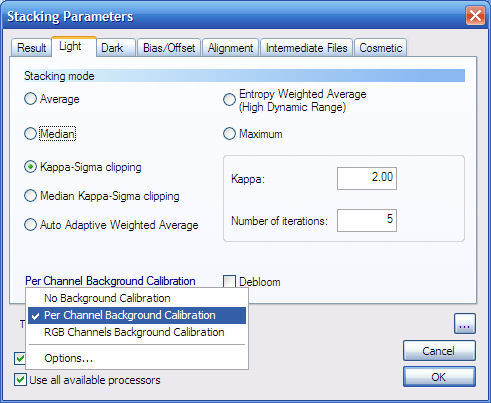 Stacking Parameters
Result Light Dark Bias/Offset Alignment Intermediate Files Cosmetic
Stacking mode
Average
Entropy Weighted Average
(High Dynamic Range)
Median
Maximum
Kappa-Sigma clipping
Kappa: 2.00
Median Kappa-Sigma clipping
Number of iterations: 5
Auto Adaptive Weighted Average
Per Channel Background Calibration
Debloom
No Background Calibration
Per Channel Background Calibration
RGB Channels Background Calibration
...
Options...
Cancel
Use all available processors
OK